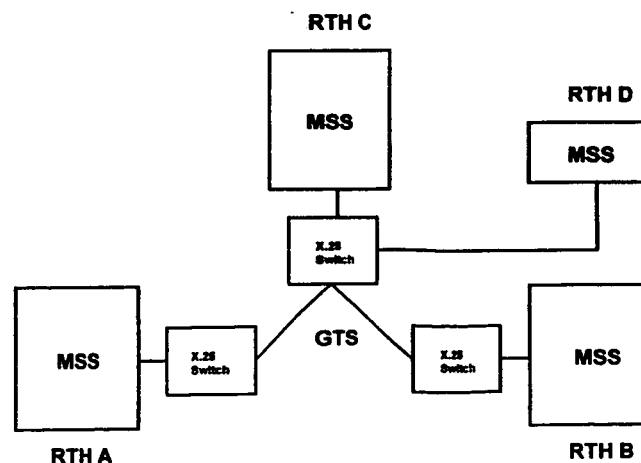 RTH C
MSS
RTH D
MSS
X.25
Switch
GTS
MSS
X.25
Switch
X.25
Switch
MSS
RTH A
RTH B